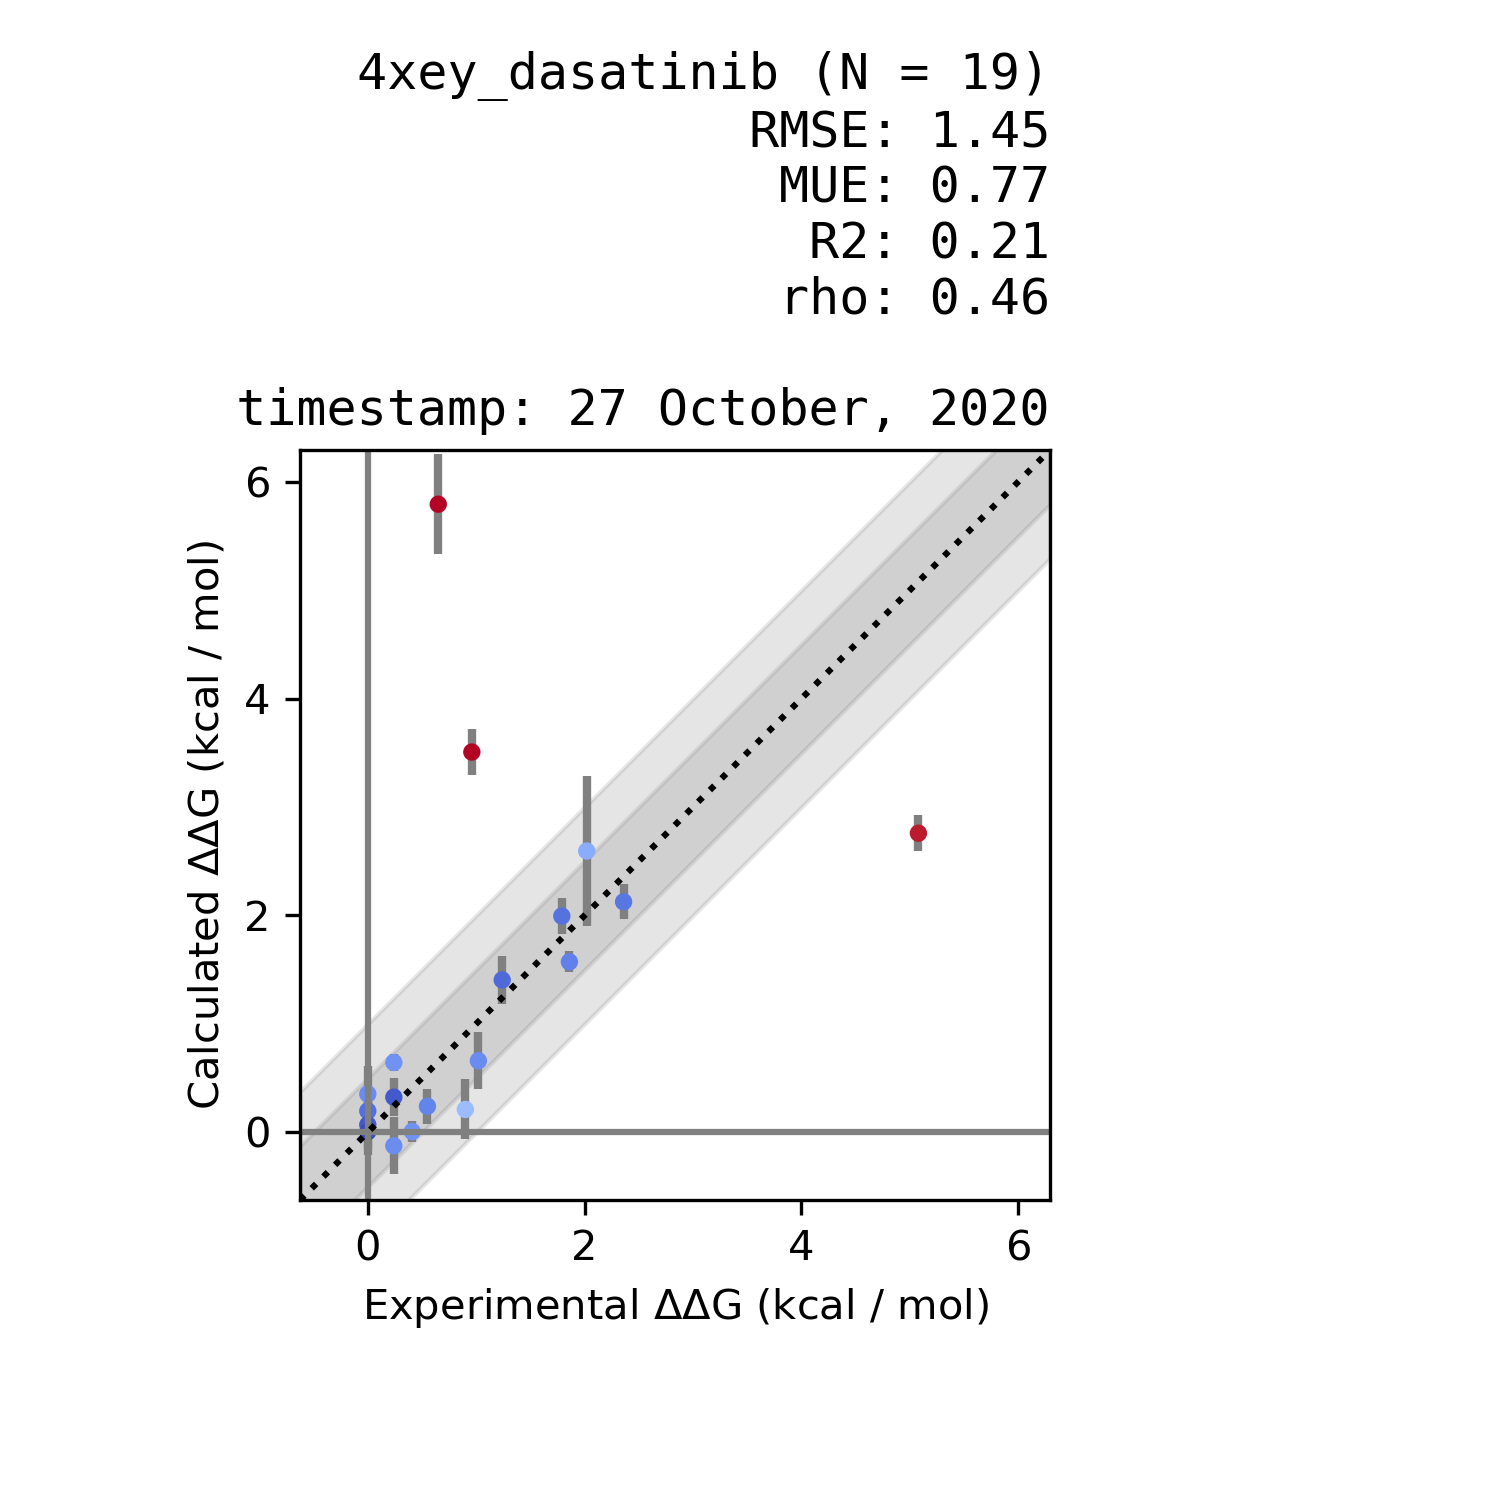 4xey_dasatinib (N = 19)
RMSE: 1.45
MUE: 0.77
R2: 0.21
rho: 0.46
timestamp: 27 October, 2020
6
4
2
0
Calculated ΔΔG (kcal / mol)
0 2 4 6
Experimental ΔΔG (kcal / mol)